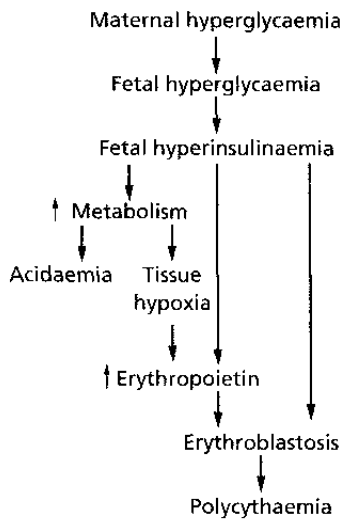 Maternal hyperglycaemia
Fetal hyperglycaemia
Fetal hyperinsulinaemia
↑ Metabolism
Acidaemia
Tissue
hypoxia
↑ Erythropoietin
Erythroblastosis
Polycythaemia